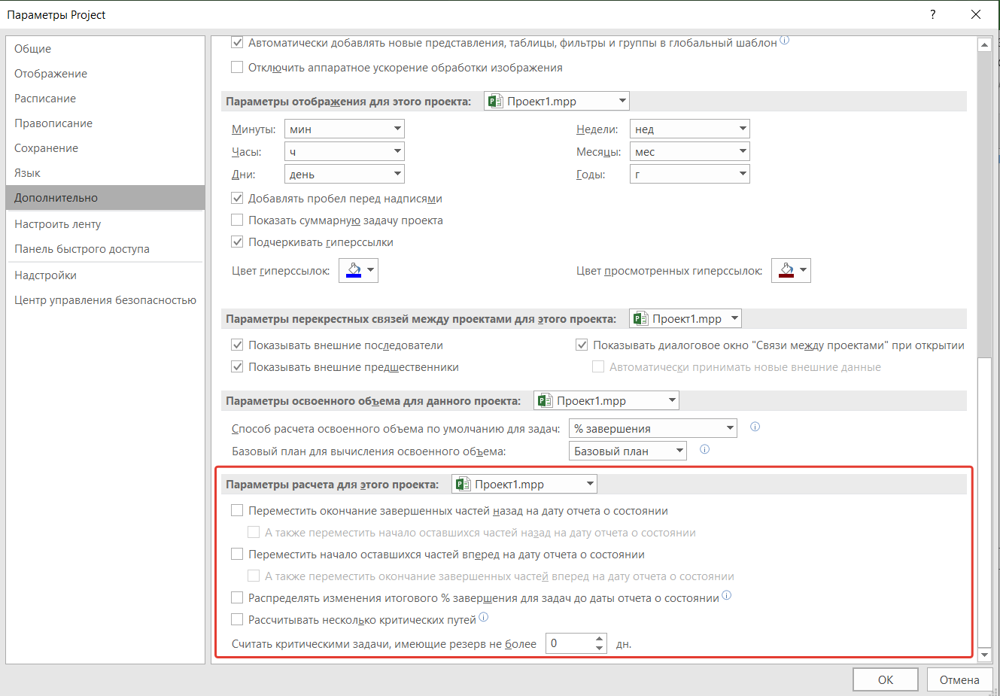 Параметры Project
?
Общие
Отображение
Расписание
Правописание
Сохранение
Язык
Дополнительно
Настроить ленту
Панель быстрого доступа
Надстройки
Центр управления безопасностью
Автоматически добавлять новые представления, таблицы, фильтры и группы в глобальный шаблон
Отключить аппаратное ускорение обработки изображения
Параметры отображения для этого проекта: Проект1.mpp
Минуты: мин Недели: нед
Часы: ч Месяцы: мес
Дни: день Годы: г
Добавлять пробел перед надписями
Показать суммарную задачу проекта
Подчеркивать гиперссылки
Цвет гиперссылок: Цвет просмотренных гиперссылок:
Параметры перекрестных связей между проектами для этого проекта: Проект1.mpp
Показывать внешние последователи Показывать диалоговое окно "Связи между проектами" при открытии
Показывать внешние предшественники Автоматически принимать новые внешние данные
Параметры освоенного объема для данного проекта: Проект1.mpp
Способ расчета освоенного объема по умолчанию для задач: % завершения
Базовый план для вычисления освоенного объема: Базовый план
Параметры расчета для этого проекта: Проект1.mpp
Переместить окончание завершенных частей назад на дату отчета о состоянии
А также переместить начало оставшихся частей назад на дату отчета о состоянии
Переместить начало оставшихся частей вперед на дату отчета о состоянии
А также переместить окончание завершенных частей вперед на дату отчета о состоянии
Распределять изменения итогового % завершения для задач до даты отчета о состоянии
Рассчитывать несколько критических путей
Считать критическими задачи, имеющие резерв не более 0 дн.
ОК Отмена